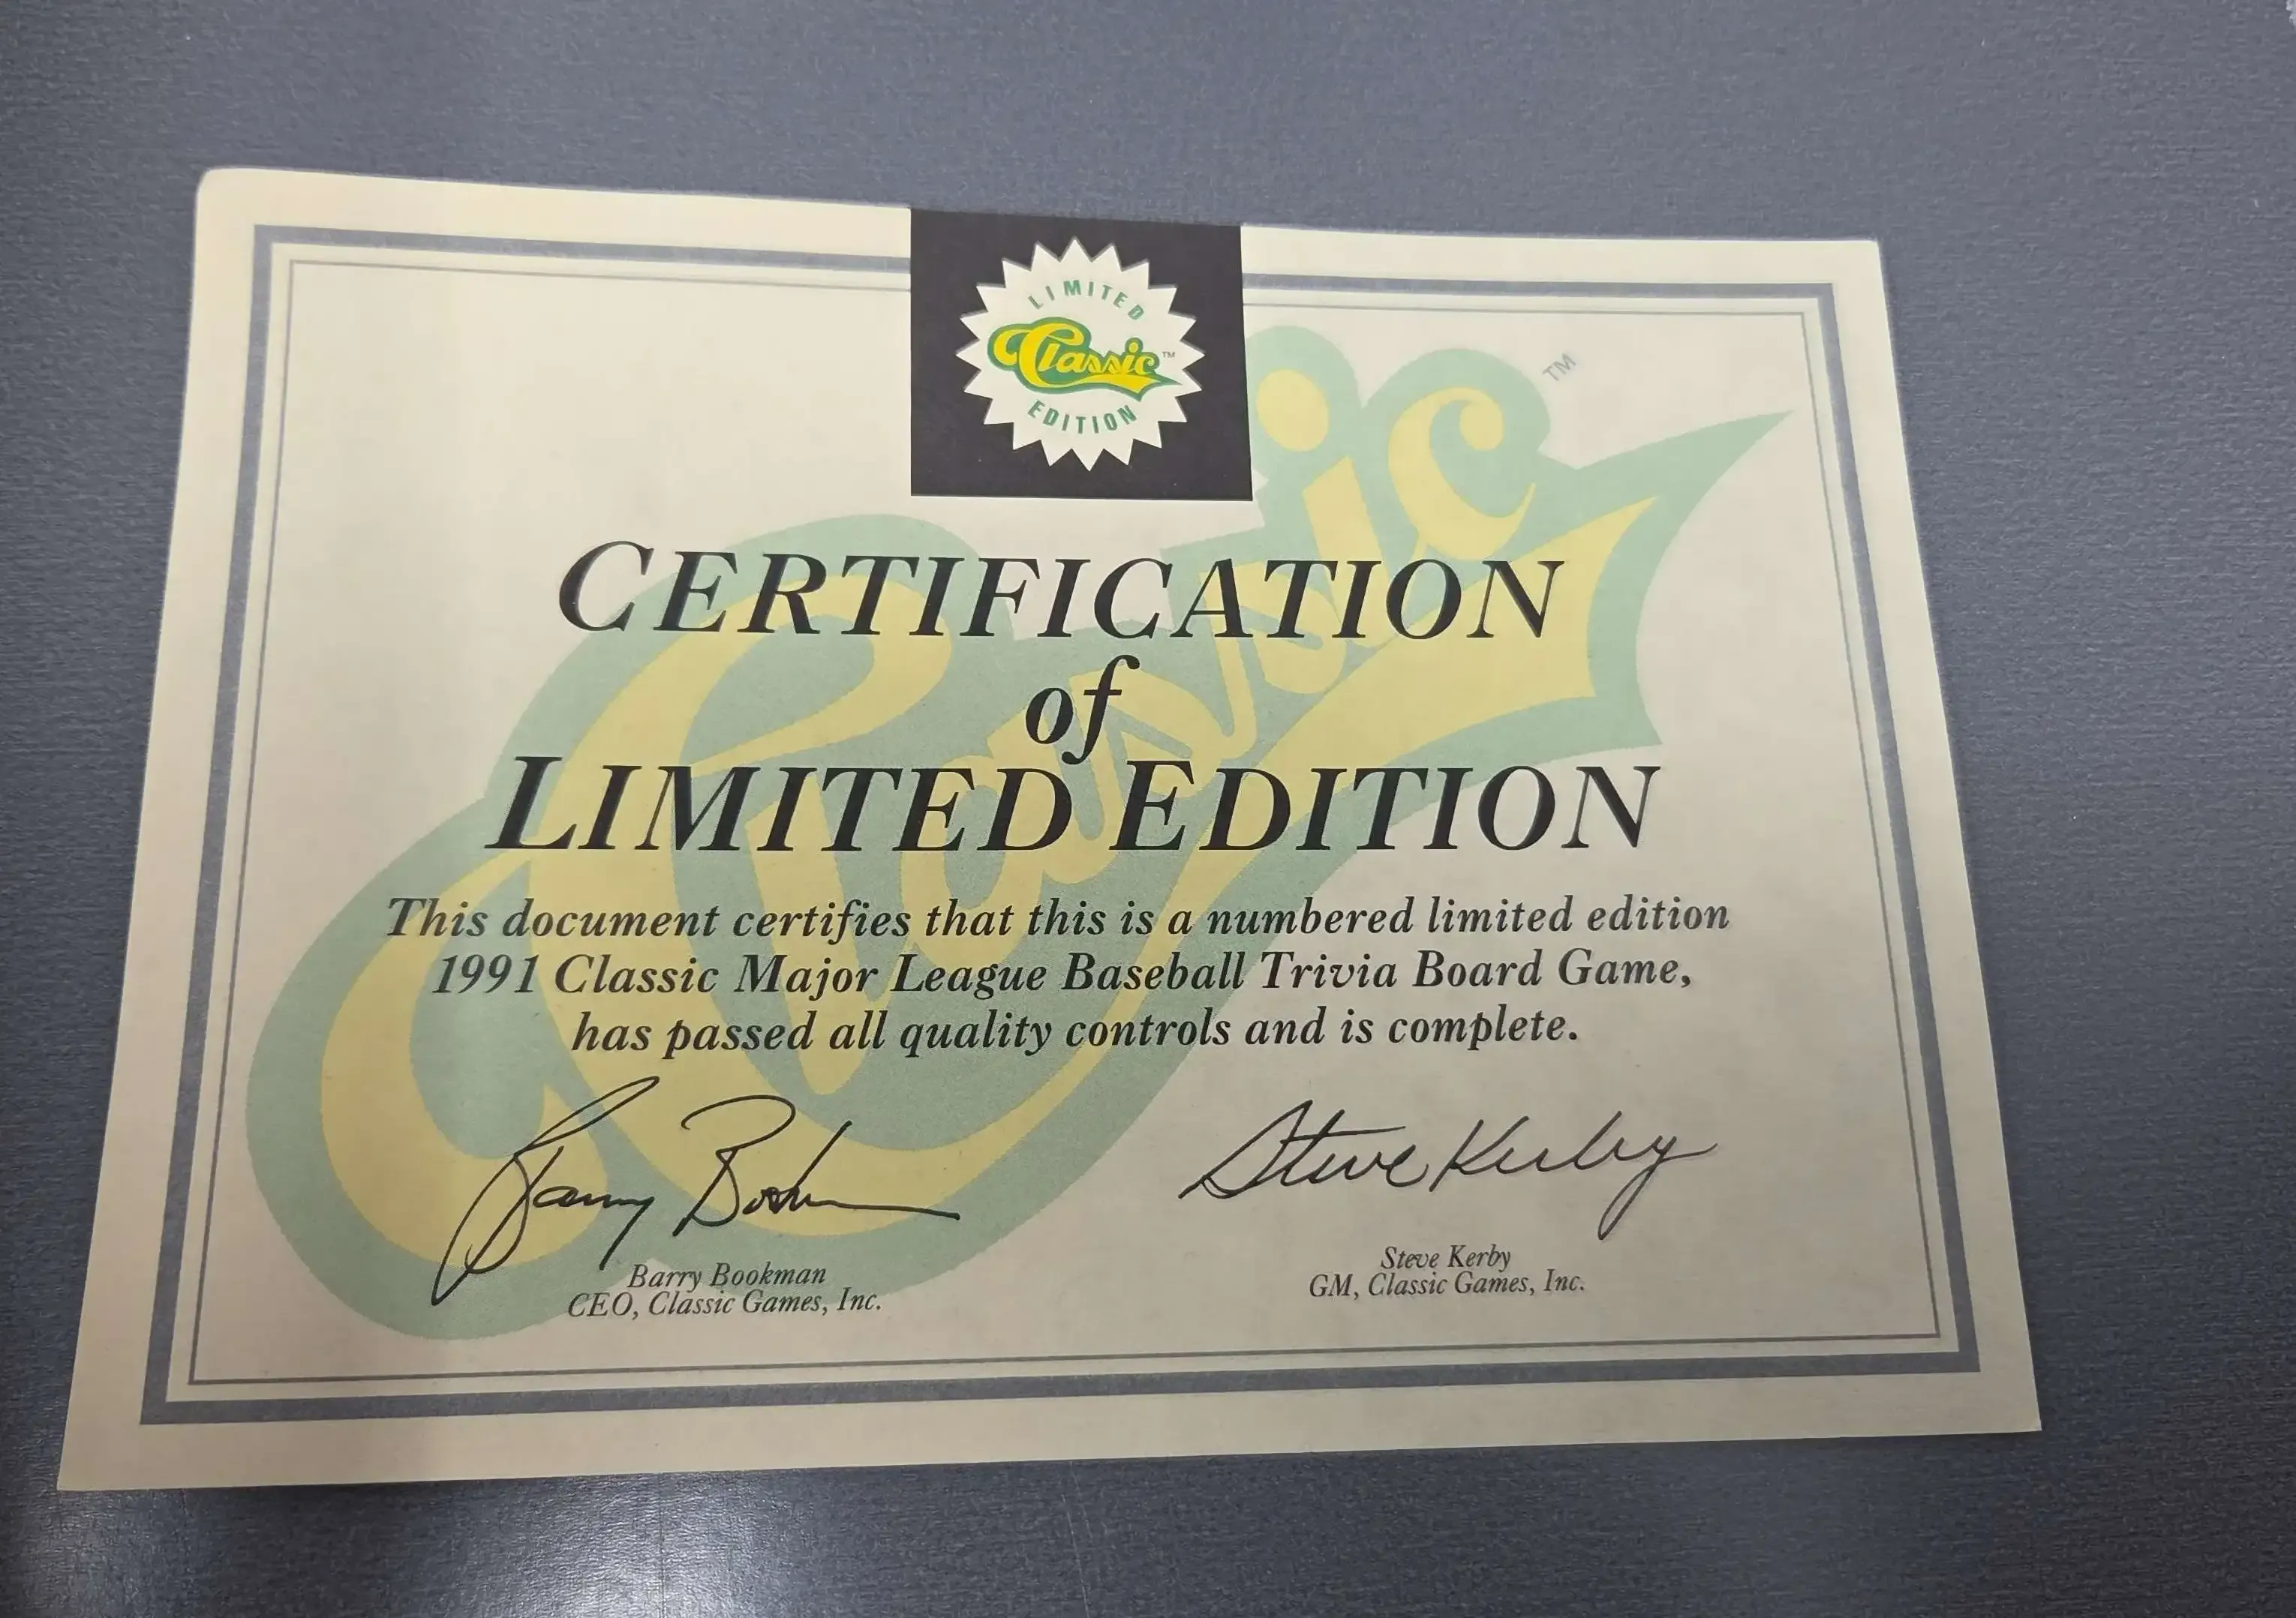 LIMITED
Classic™
EDITION
Classic™
CERTIFICATION
of
LIMITED EDITION
This document certifies that this is a numbered limited edition
1991 Classic Major League Baseball Trivia Board Game,
has passed all quality controls and is complete.
Barry Bookman
Steve Kerby
Barry Bookman
CEO, Classic Games, Inc.
Steve Kerby
GM, Classic Games, Inc.